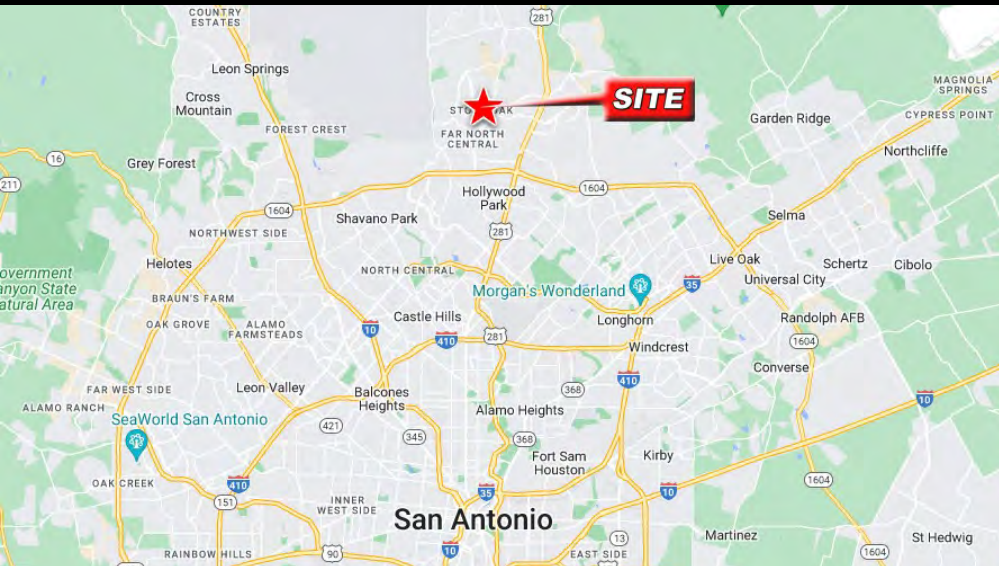 COUNTRY
ESTATES
281
Leon Springs
SITE
Cross
Mountain
MAGNOLIA
SPRINGS
CYPRESS POINT
Garden Ridge
FOREST CREST
FAR NORTH
CENTRAL
Northcliffe
16
Grey Forest
211
1604
Hollywood
Park
1604
Shavano Park
Selma
281
NORTHWEST SIDE
Live Oak
Helotes
NORTH CENTRAL
Schertz
Cibolo
Universal City
Morgan's Wonderland
35
BRAUN'S FARM
Castle Hills
Longhorn
Randolph AFB
OAK GROVE
ALAMO
FARMSTEADS
10
410
281
Windcrest
1604
Converse
410
FAR WEST SIDE
Leon Valley
Balcones
Heights
368
10
ALAMO RANCH
Alamo Heights
SeaWorld San Antonio
421
345
368
Fort Sam
Houston
Kirby
OAK CREEK
410
35
10
1604
151
INNER
WEST SIDE
San Antonio
13
Martinez
St Hedwig
RAINBOW HILLS
90
10
EAST SIDE
1604